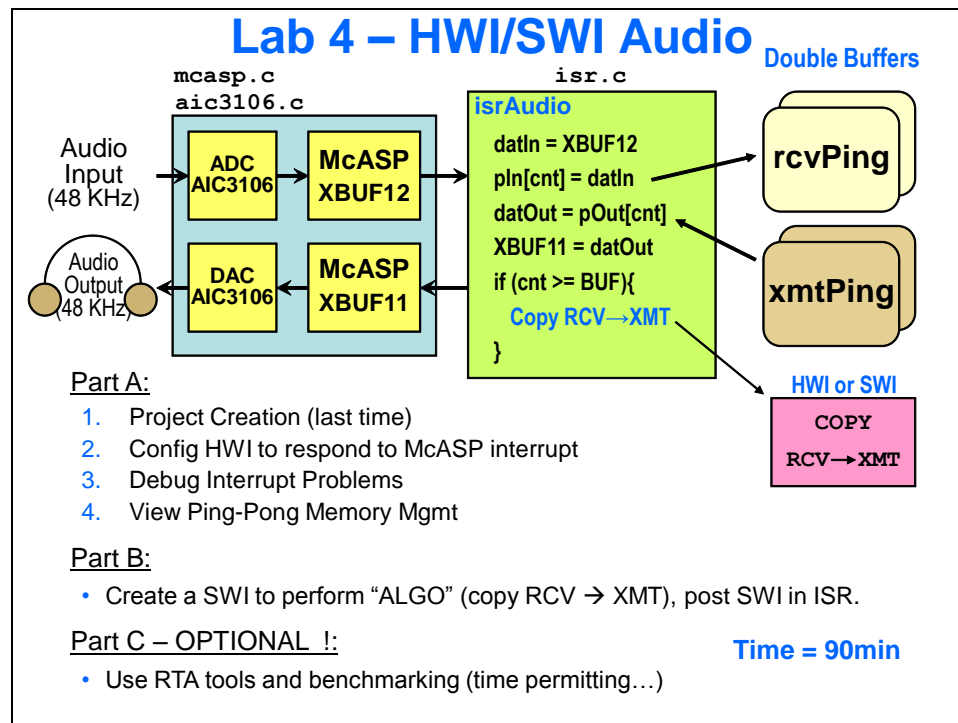 Lab 4 – HWI/SWI Audio
Double Buffers
mcasp.c
aic3106.c
isr.c
Audio
Input
(48 KHz)
ADC
AIC3106
McASP
XBUF12
Audio
Output
(48 KHz)
DAC
AIC3106
McASP
XBUF11
isrAudio
datIn = XBUF12
pIn[cnt] = datIn
datOut = pOut[cnt]
XBUF11 = datOut
if (cnt >= BUF){
Copy RCV→XMT
}
rcvPing
xmtPing
HWI or SWI
COPY
RCV→XMT
Part A:
1. Project Creation (last time)
2. Config HWI to respond to McASP interrupt
3. Debug Interrupt Problems
4. View Ping-Pong Memory Mgmt
Part B:
• Create a SWI to perform “ALGO” (copy RCV → XMT), post SWI in ISR.
Part C – OPTIONAL !:
• Use RTA tools and benchmarking (time permitting…)
Time = 90min